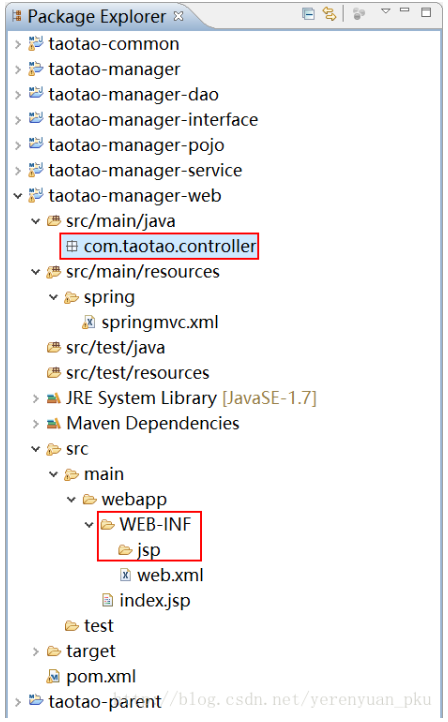 Package Explorer
taotao-common
taotao-manager
taotao-manager-dao
taotao-manager-interface
taotao-manager-pojo
taotao-manager-service
taotao-manager-web
src/main/java
com.taotao.controller
src/main/resources
spring
springmvc.xml
src/test/java
src/test/resources
JRE System Library [JavaSE-1.7]
Maven Dependencies
src
main
webapp
WEB-INF
jsp
web.xml
index.jsp
test
target
pom.xml
http://blog.csdn.net/yerenyuan_pku
taotao-parent